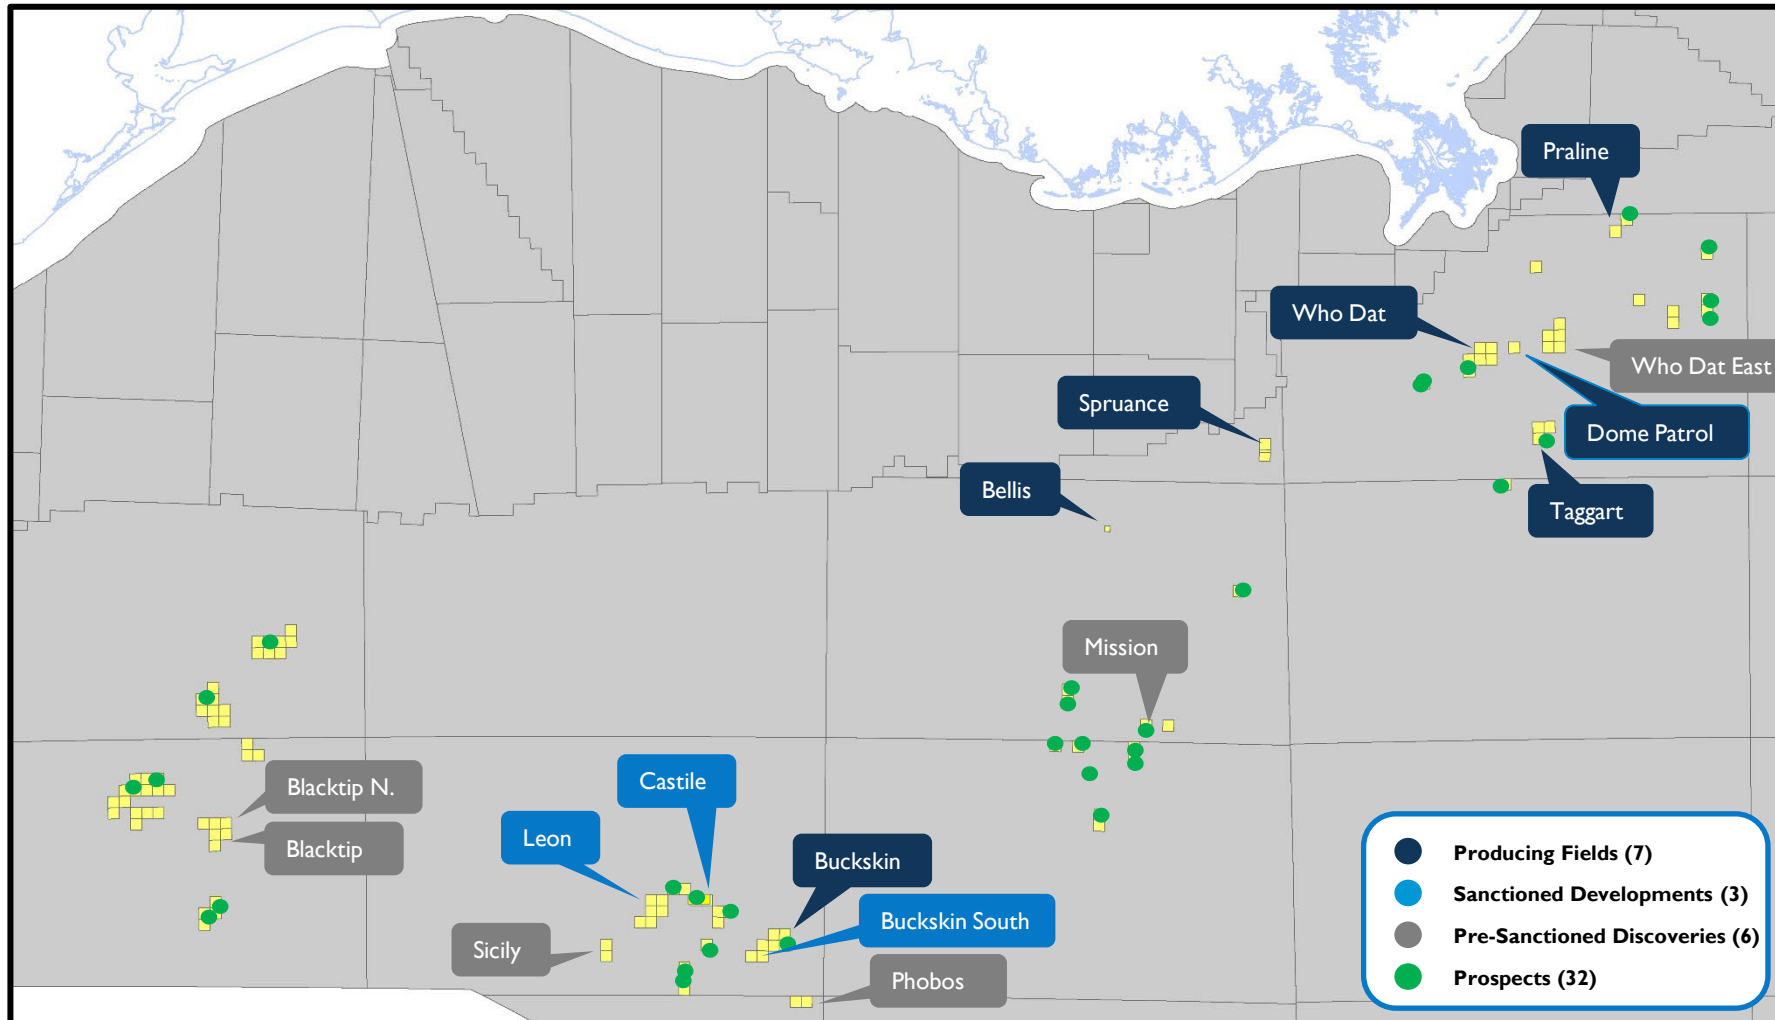 Praline
Who Dat
Who Dat East
Spruance
Dome Patrol
Bellis
Taggart
Mission
Blacktip N.
Castile
Blacktip
Leon
Buckskin
Buckskin South
Sicily
Phobos
Producing Fields (7)
Sanctioned Developments (3)
Pre-Sanctioned Discoveries (6)
Prospects (32)